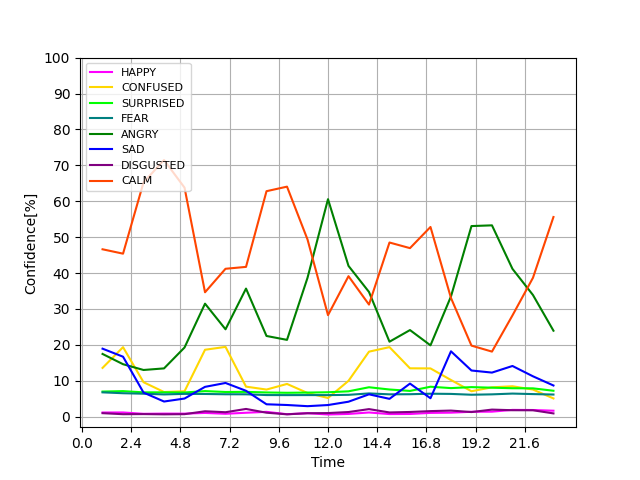 100
90
80
70
60
50
40
30
20
10
0
Confidence[%]
HAPPY
CONFUSED
SURPRISED
FEAR
ANGRY
SAD
DISGUSTED
CALM
0.0 2.4 4.8 7.2 9.6 12.0 14.4 16.8 19.2 21.6
Time